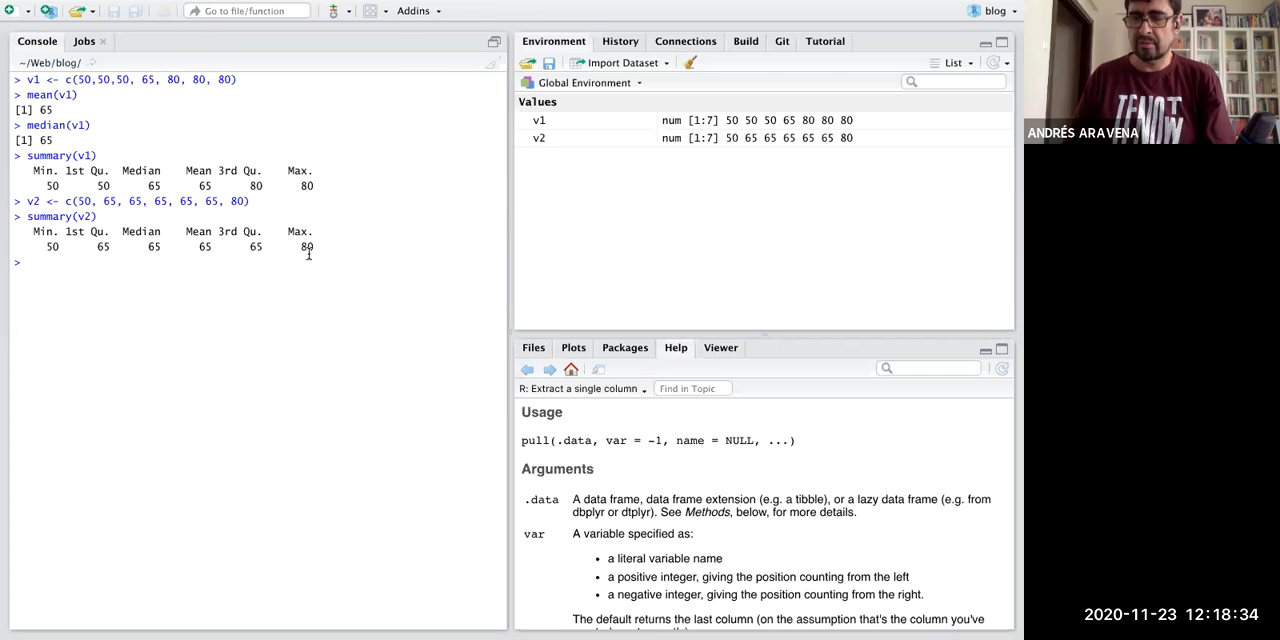 Go to file/function
Addins
blog
Console
Jobs
~/Web/blog/
> v1 <- c(50,50,50, 65, 80, 80, 80)
> mean(v1)
[1] 65
> median(v1)
[1] 65
> summary(v1)
Min. 1st Qu. Median Mean 3rd Qu. Max.
50 50 65 65 80 80
> v2 <- c(50, 65, 65, 65, 65, 65, 80)
> summary(v2)
Min. 1st Qu. Median Mean 3rd Qu. Max.
50 65 65 65 65 80
>
Environment History Connections Build Git Tutorial
Import Dataset
List
Global Environment
Values
v1 num [1:7] 50 50 50 65 80 80 80
v2 num [1:7] 50 65 65 65 65 65 80
Files Plots Packages Help Viewer
R: Extract a single column
Find in Topic
Usage
pull(.data, var = -1, name = NULL, ...)
Arguments
.data A data frame, data frame extension (e.g. a tibble), or a lazy data frame (e.g. from
dbplyr or dtplyr). See Methods, below, for more details.
var A variable specified as:
• a literal variable name
• a positive integer, giving the position counting from the left
• a negative integer, giving the position counting from the right.
The default returns the last column (on the assumption that's the column you've
ANDRÉS ARAVENA
2020-11-23 12:18:34